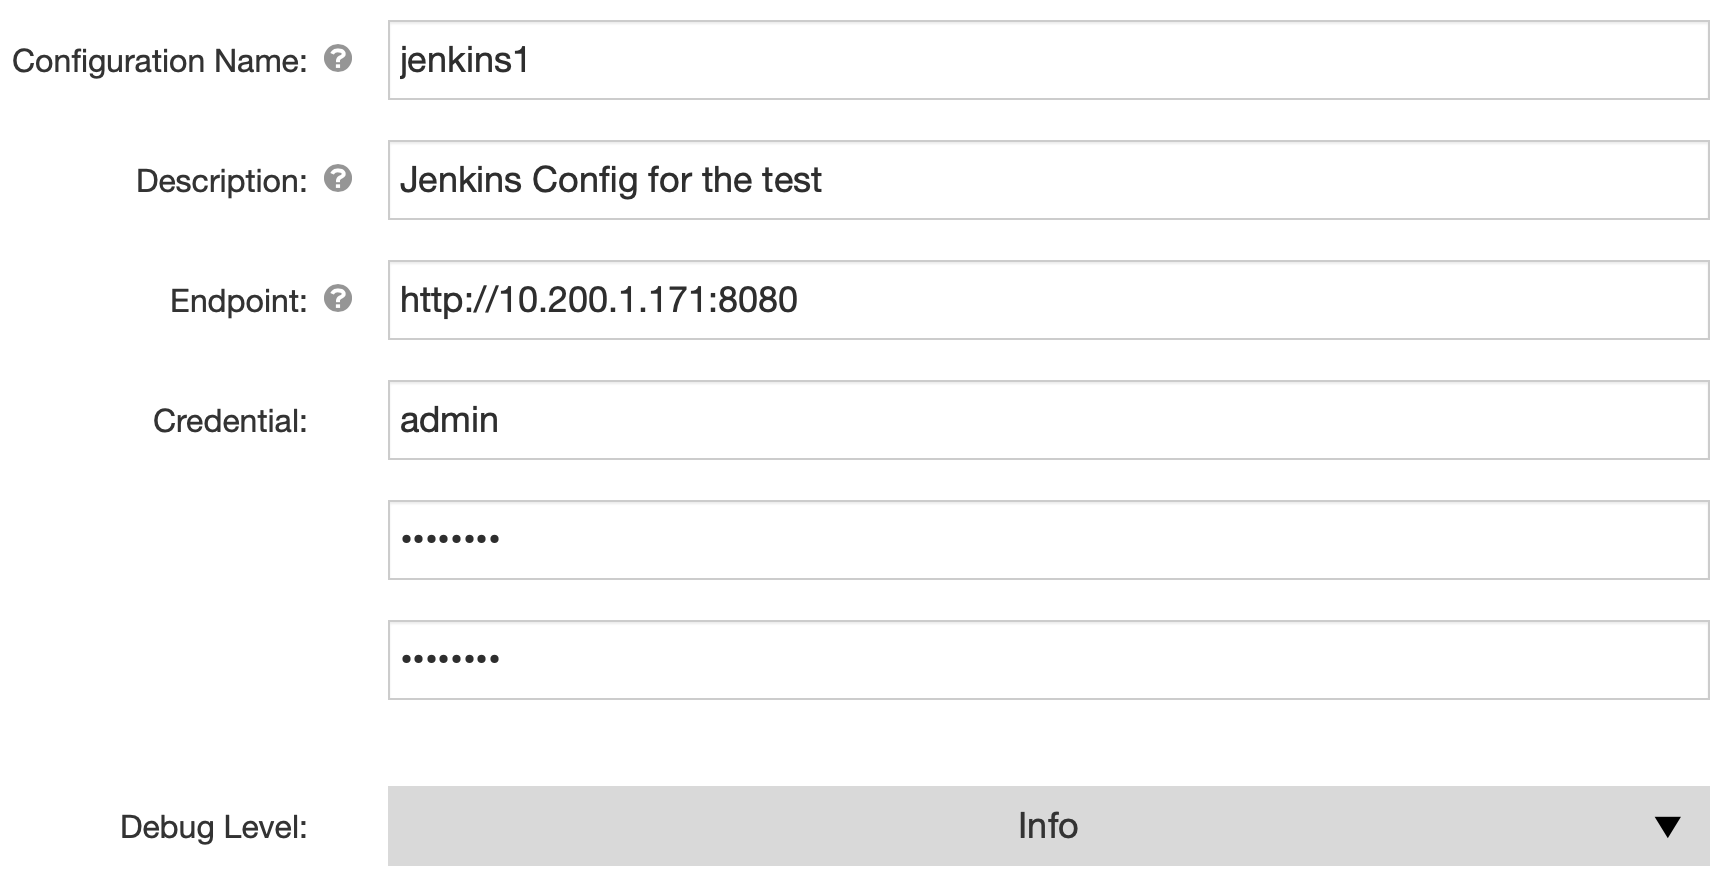 Configuration Name: ? jenkins1
Description: ? Jenkins Config for the test
Endpoint: ? http://10.200.1.171:8080
Credential: admin
••••••••
••••••••
Debug Level: Info ▼